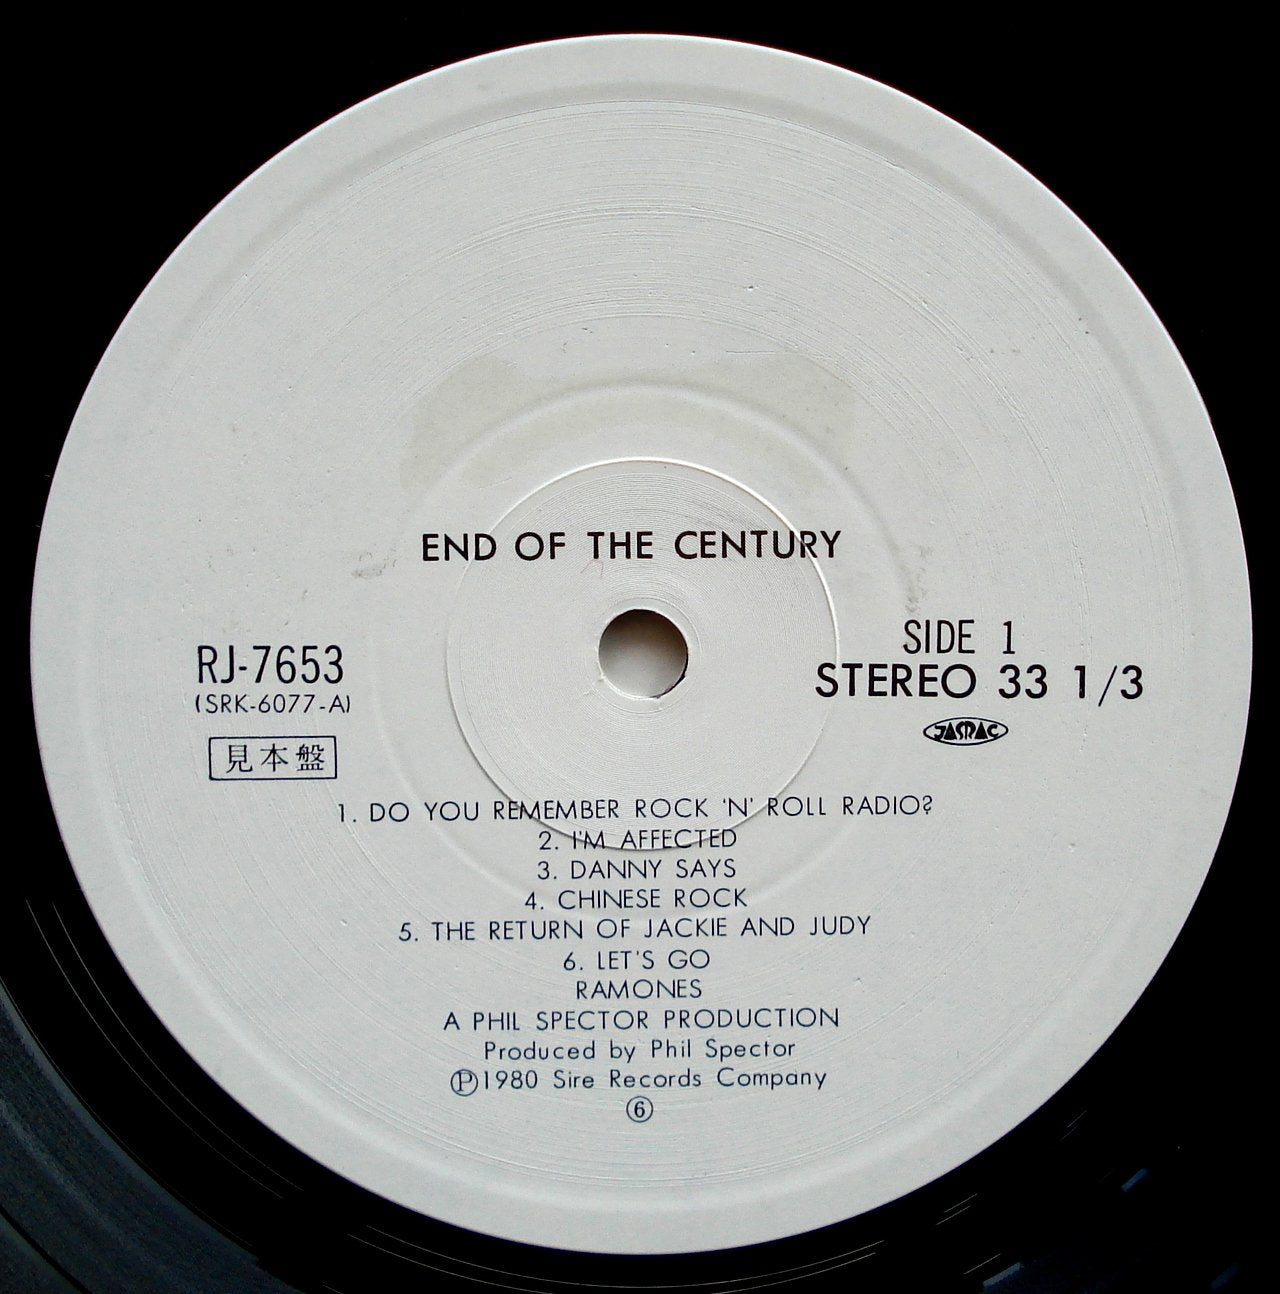 END OF THE CENTURY
RJ-7653
(SRK-6077-A)
見本盤
SIDE 1
STEREO 33 1/3
JASRAC
1. DO YOU REMEMBER ROCK 'N' ROLL RADIO?
2. I'M AFFECTED
3. DANNY SAYS
4. CHINESE ROCK
5. THE RETURN OF JACKIE AND JUDY
6. LET'S GO
RAMONES
A PHIL SPECTOR PRODUCTION
Produced by Phil Spector
Ⓟ1980 Sire Records Company
⑥